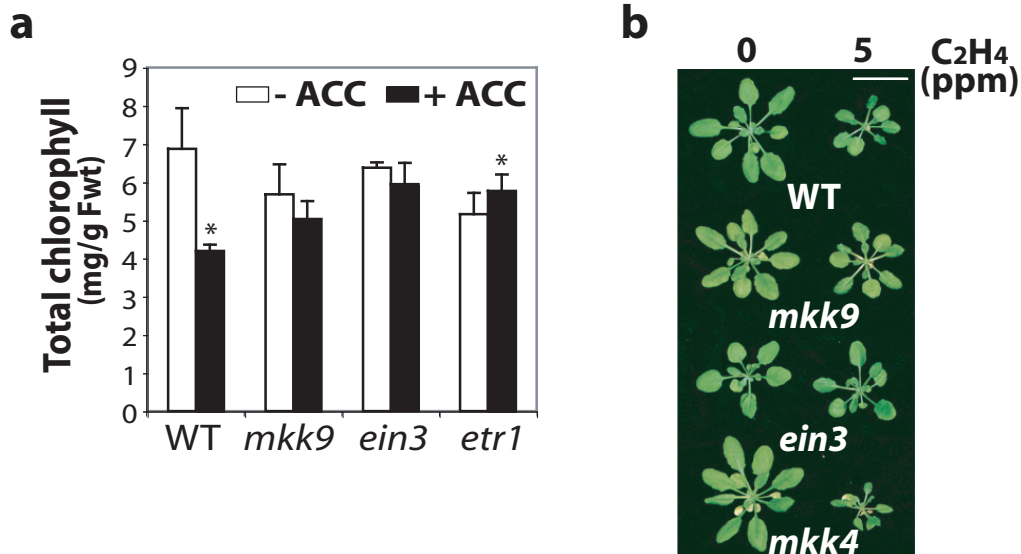 a
Total chlorophyll
(mg/g Fwt)
9
8
7
6
5
4
3
2
1
0
- ACC
+ ACC
*
*
WT
mkk9
ein3
etr1
b
0
5
C2H4
(ppm)
WT
mkk9
ein3
mkk4